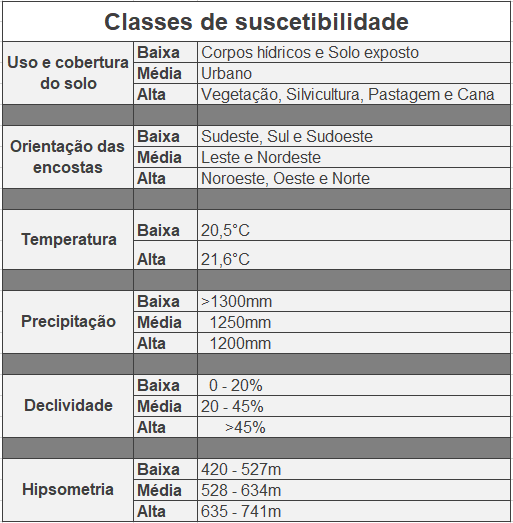 Classes de suscetibilidade
Uso e cobertura do solo
Baixa Corpos hídricos e Solo exposto
Média Urbano
Alta Vegetação, Silvicultura, Pastagem e Cana
Orientação das encostas
Baixa Sudeste, Sul e Sudoeste
Média Leste e Nordeste
Alta Noroeste, Oeste e Norte
Temperatura
Baixa 20,5°C
Alta 21,6°C
Precipitação
Baixa >1300mm
Média 1250mm
Alta 1200mm
Declividade
Baixa 0 - 20%
Média 20 - 45%
Alta >45%
Hipsometria
Baixa 420 - 527m
Média 528 - 634m
Alta 635 - 741m